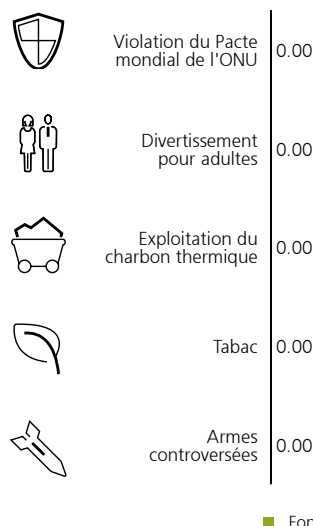 Violation du Pacte
mondial de l'ONU
0.00
Divertissement
pour adultes
0.00
Exploitation du
charbon thermique
0.00
Tabac
0.00
Armes
controversées
0.00